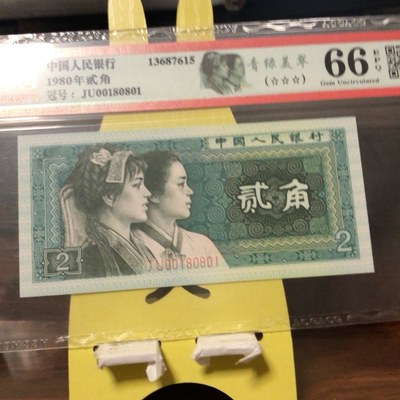 中国人民银行 13687615
1980年贰角
冠号: JU00180801
青绿美翠
(☆☆☆)
66 EPQ
Gem Uncirculated
中国人民银行
贰角
2
2
JU00180801